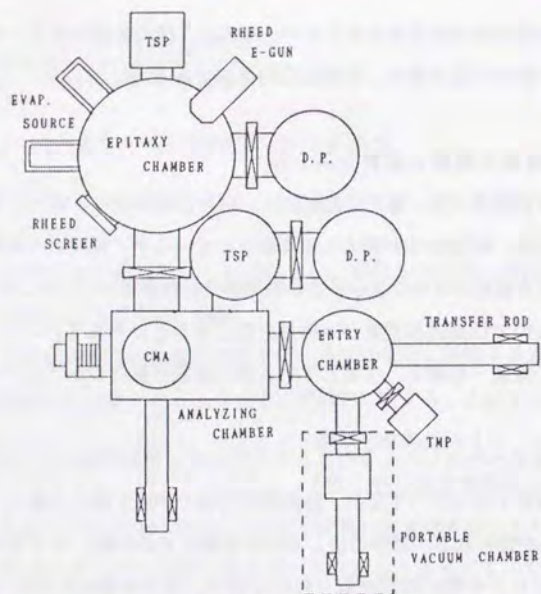 TSP
RHEED
E-GUN
EVAP.
SOURCE
EPITAXY
CHAMBER
D.P.
RHEED
SCREEN
TSP
D.P.
TRANSFER ROD
ENTRY
CHAMBER
CMA
ANALYZING
CHAMBER
TMP
PORTABLE
VACUUM CHAMBER